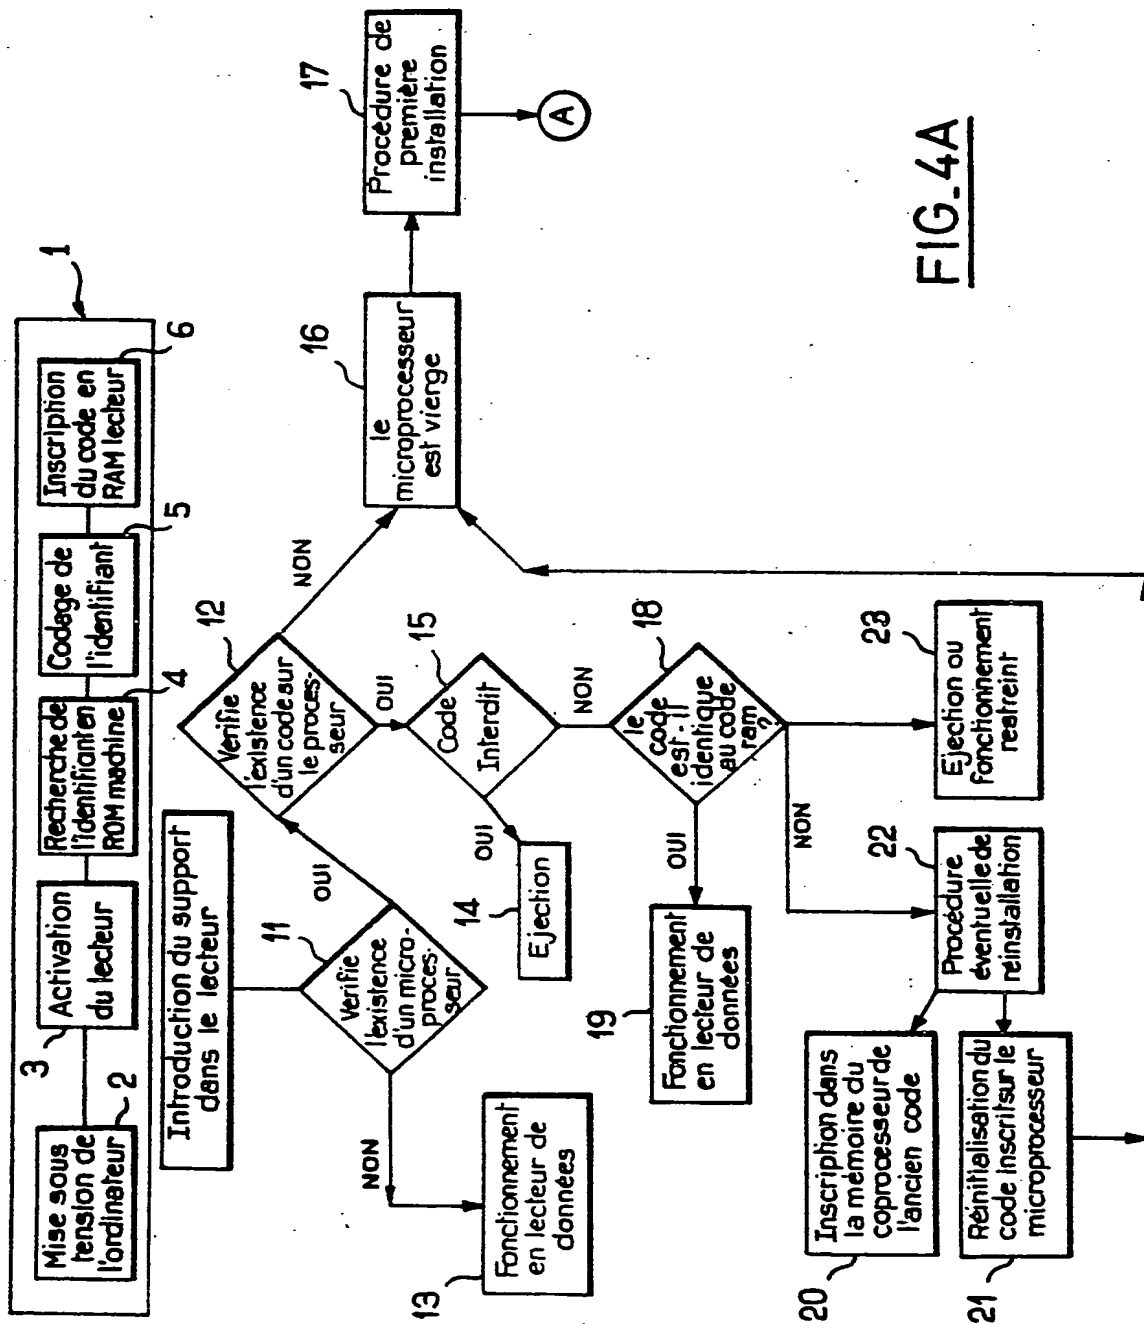 1
Mise sous
tension de
l'ordinateur
2
Activation
du lecteur
3
Recherche de
l'identifiant en
ROM machine
4
Codage de
l'identifiant
5
Inscription
du code en
RAM lecteur
6
Introduction du support
dans le lecteur
11
Vérifie
l'existence
d'un micro-
proces-
seur
OUI
NON
12
Vérifie
l'existence
d'un code sur
le proces-
seur
NON
OUI
13
Fonctionnement
en lecteur de
données
14
Ejection
OUI
15
Code
Interdit
NON
16
le
microprocesseur
est vierge
17
Procédure de
première
installation
A
18
le
code
est-il
identique
au code
ram?
OUI
NON
19
Fonctionnement
en lecteur de
données
22
Procédure
éventuelle de
réinstallation
23
Ejection ou
fonctionnement
restreint
20
Inscription dans
la mémoire du
coprocesseur de
l'ancien code
21
Réinitialisation du
code inscrit sur le
microprocesseur
FIG_4A